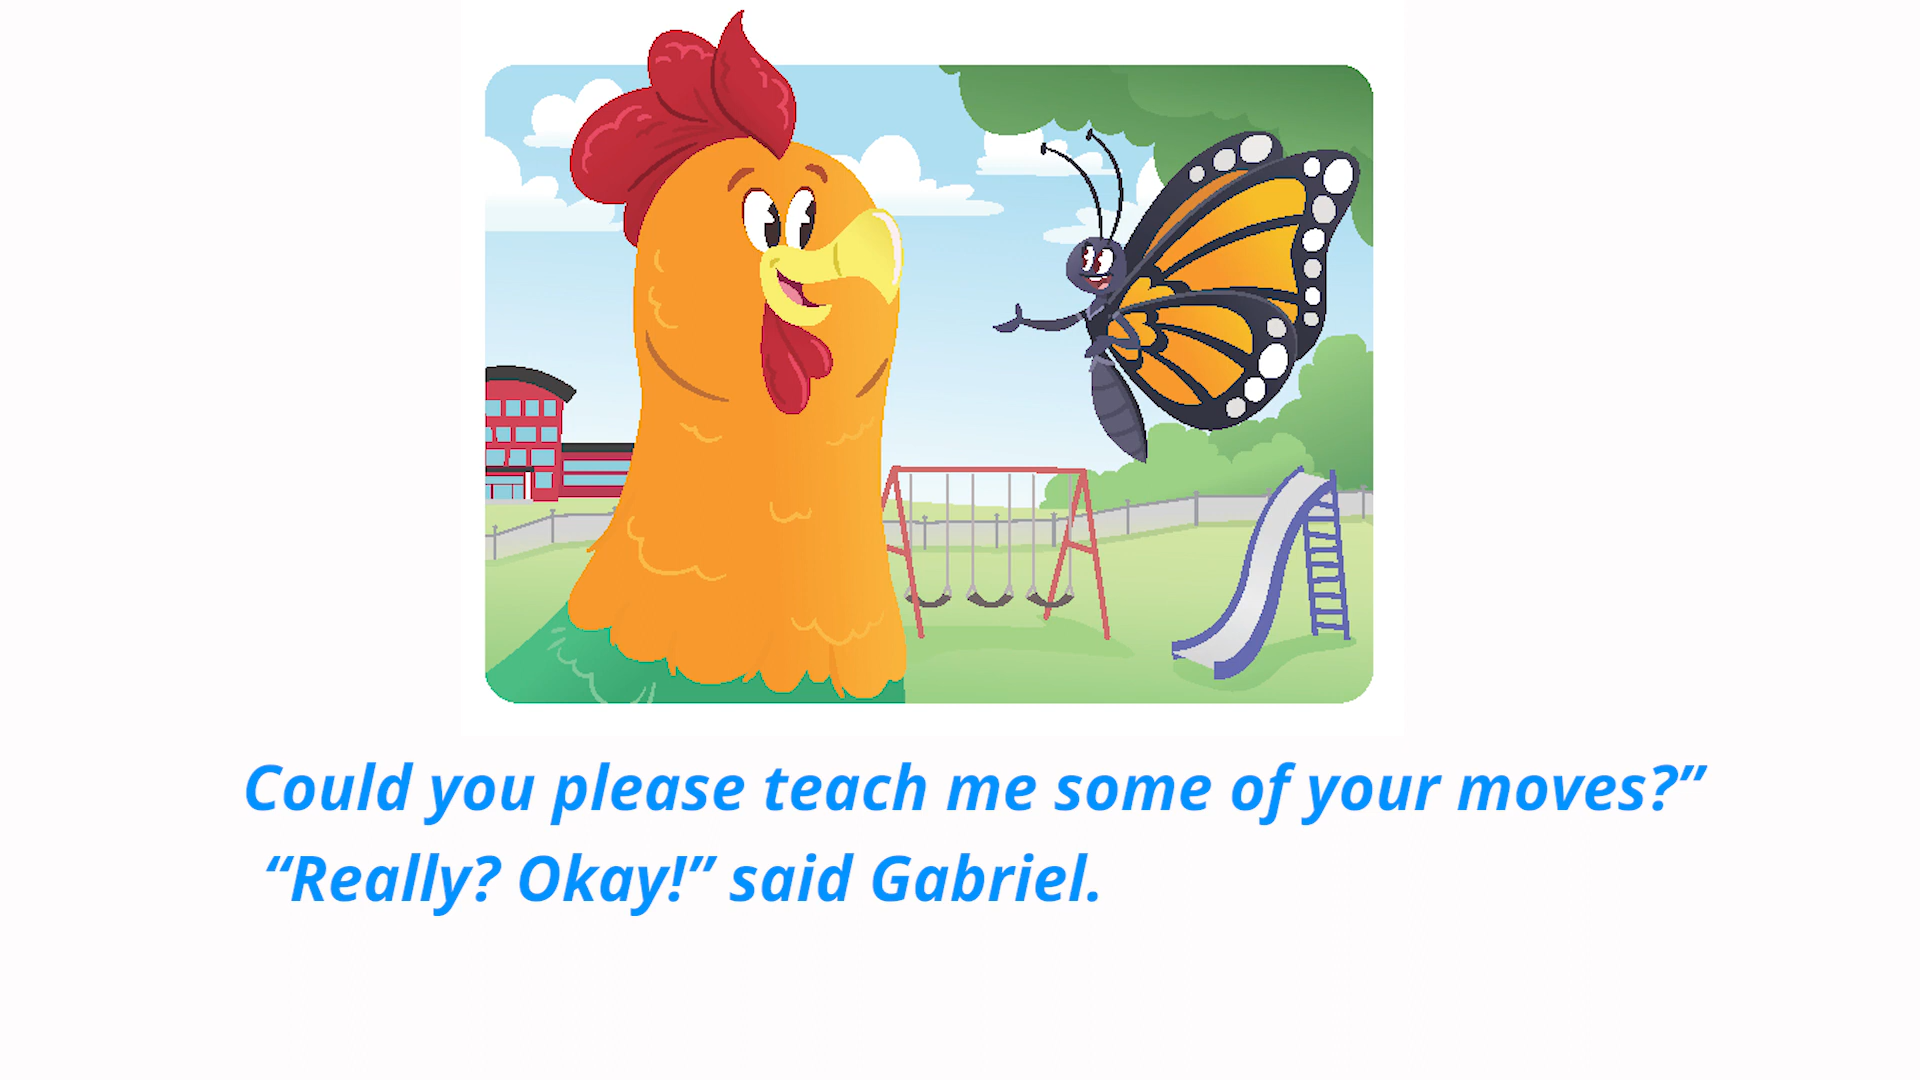 Could you please teach me some of your moves?”
“Really? Okay!” said Gabriel.